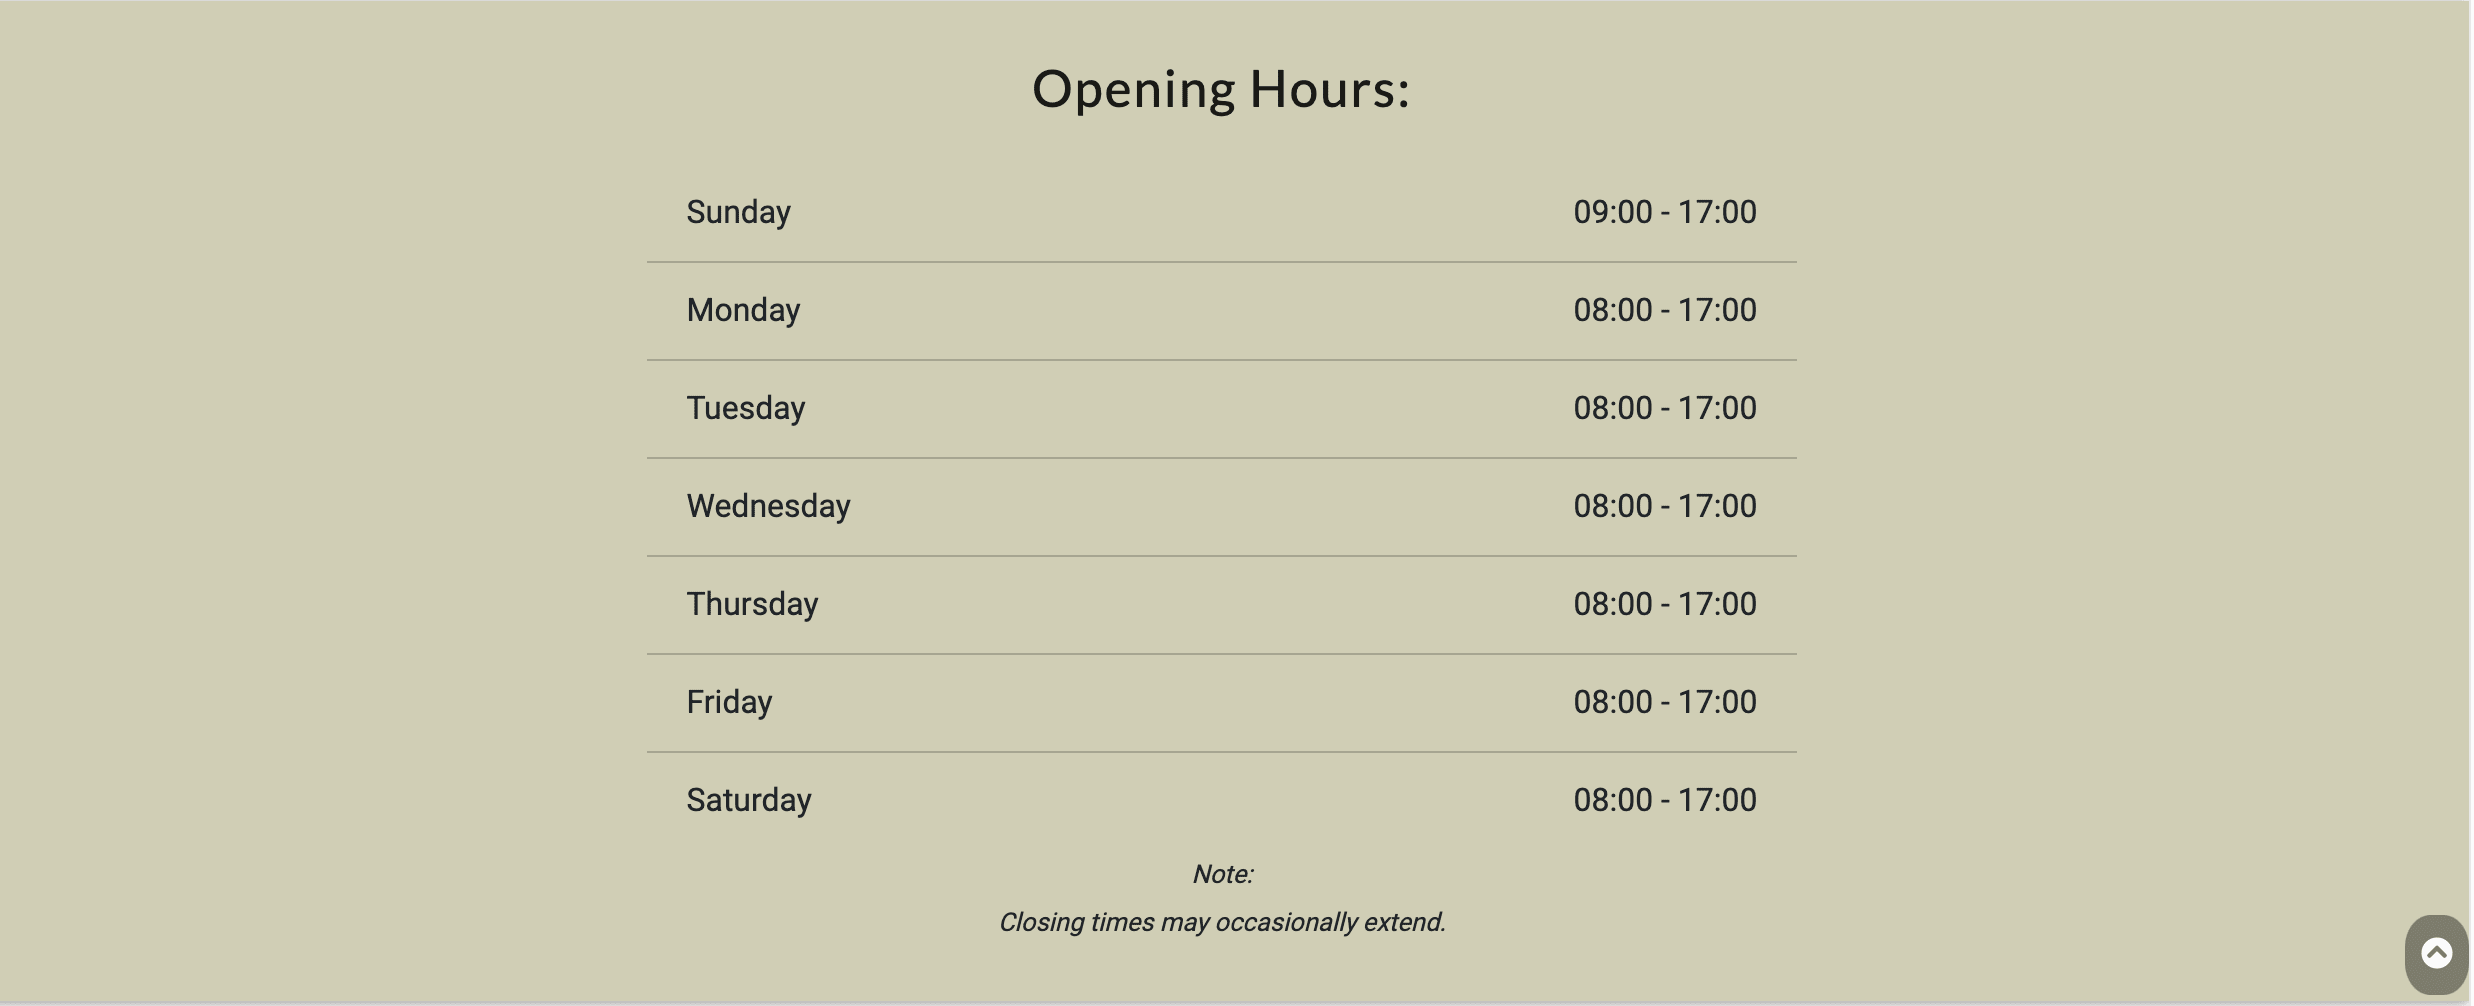 Opening Hours:
Sunday 09:00 - 17:00
Monday 08:00 - 17:00
Tuesday 08:00 - 17:00
Wednesday 08:00 - 17:00
Thursday 08:00 - 17:00
Friday 08:00 - 17:00
Saturday 08:00 - 17:00
Note:
Closing times may occasionally extend.